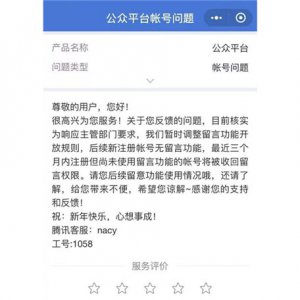 公众平台帐号问题
产品名称 公众平台
问题类型 帐号问题
尊敬的用户，您好！
很高兴为您服务！关于您反馈的问题，目前核实
为响应主管部门要求，我们暂时调整留言功能开
放规则，后续新注册帐号无留言功能，最近三个
月内注册但尚未使用留言功能的帐号将被收回留
言权限。请您后续留意功能使用情况哦，还请了
解，给您带来不便，希望您谅解~感谢您的支持
和反馈！
祝：新年快乐，心想事成！
腾讯客服：nacy
工号:1058
服务评价